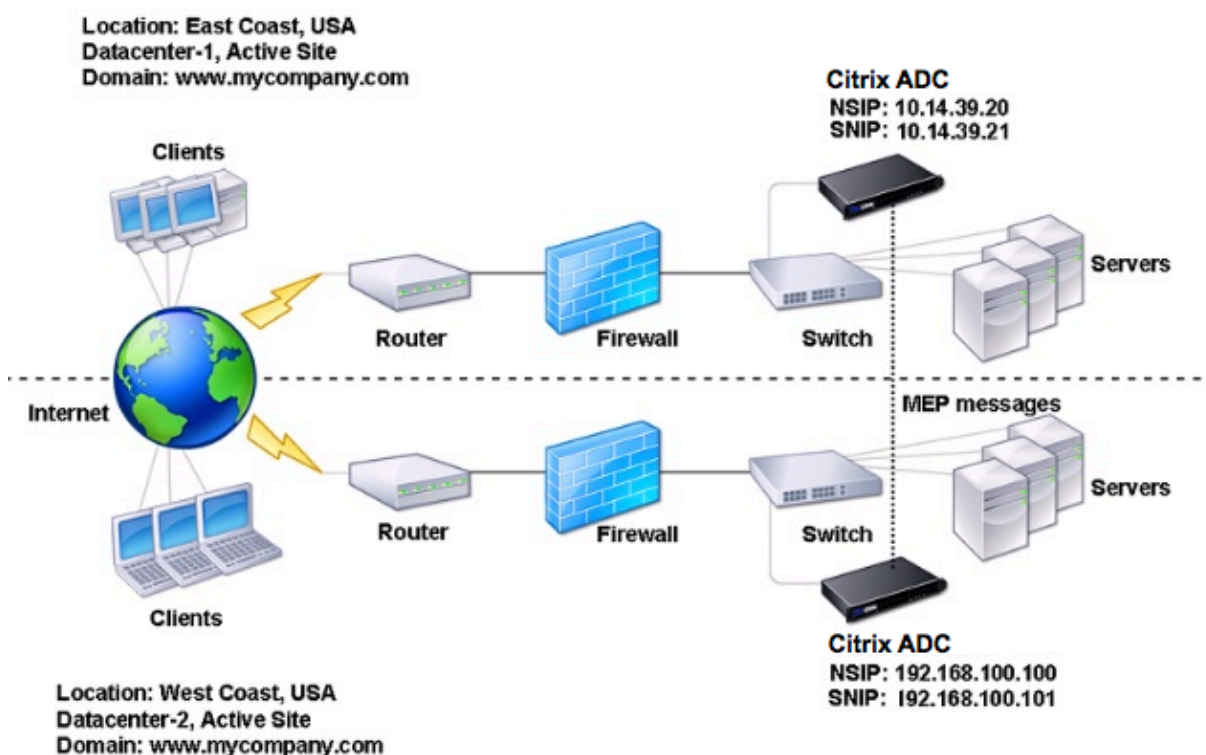 Location: East Coast, USA
Datacenter-1, Active Site
Domain: www.mycompany.com
Citrix ADC
NSIP: 10.14.39.20
SNIP: 10.14.39.21
Clients
Servers
Router
Firewall
Switch
Internet
MEP messages
Servers
Router
Firewall
Switch
Clients
Citrix ADC
NSIP: 192.168.100.100
SNIP: I92.168.100.101
Location: West Coast, USA
Datacenter-2, Active Site
Domain: www.mycompany.com